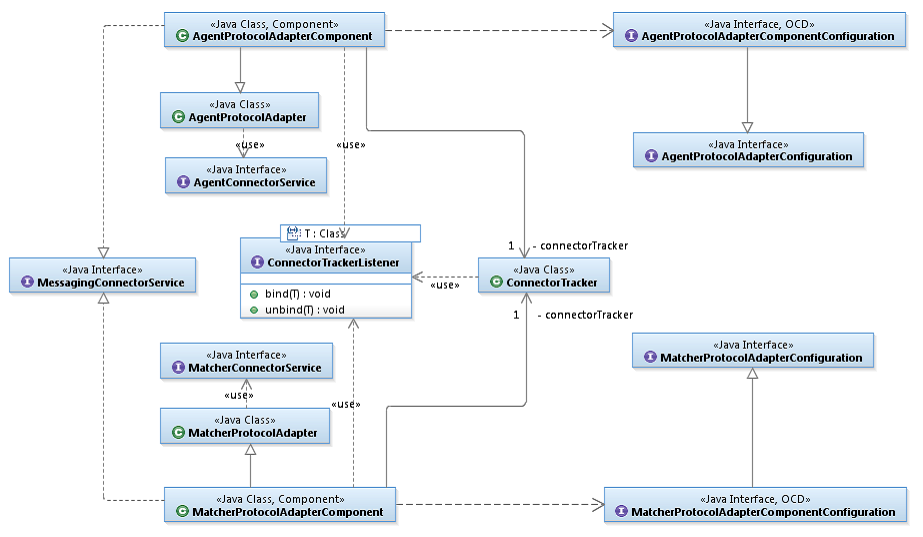 «Java Class, Component»
AgentProtocolAdapterComponent
«Java Interface, OCD»
AgentProtocolAdapterComponentConfiguration
«Java Class»
AgentProtocolAdapter
«use»
«use»
«Java Interface»
AgentProtocolAdapterConfiguration
«Java Interface»
AgentConnectorService
T : Class
«Java Interface»
ConnectorTrackerListener
bind(T) : void
unbind(T) : void
1 - connectorTracker
«Java Interface»
MessagingConnectorService
«Java Class»
ConnectorTracker
«use»
1 - connectorTracker
«Java Interface»
MatcherConnectorService
«Java Interface»
MatcherProtocolAdapterConfiguration
«use»
«use»
«Java Class»
MatcherProtocolAdapter
«Java Class, Component»
MatcherProtocolAdapterComponent
«Java Interface, OCD»
MatcherProtocolAdapterComponentConfiguration